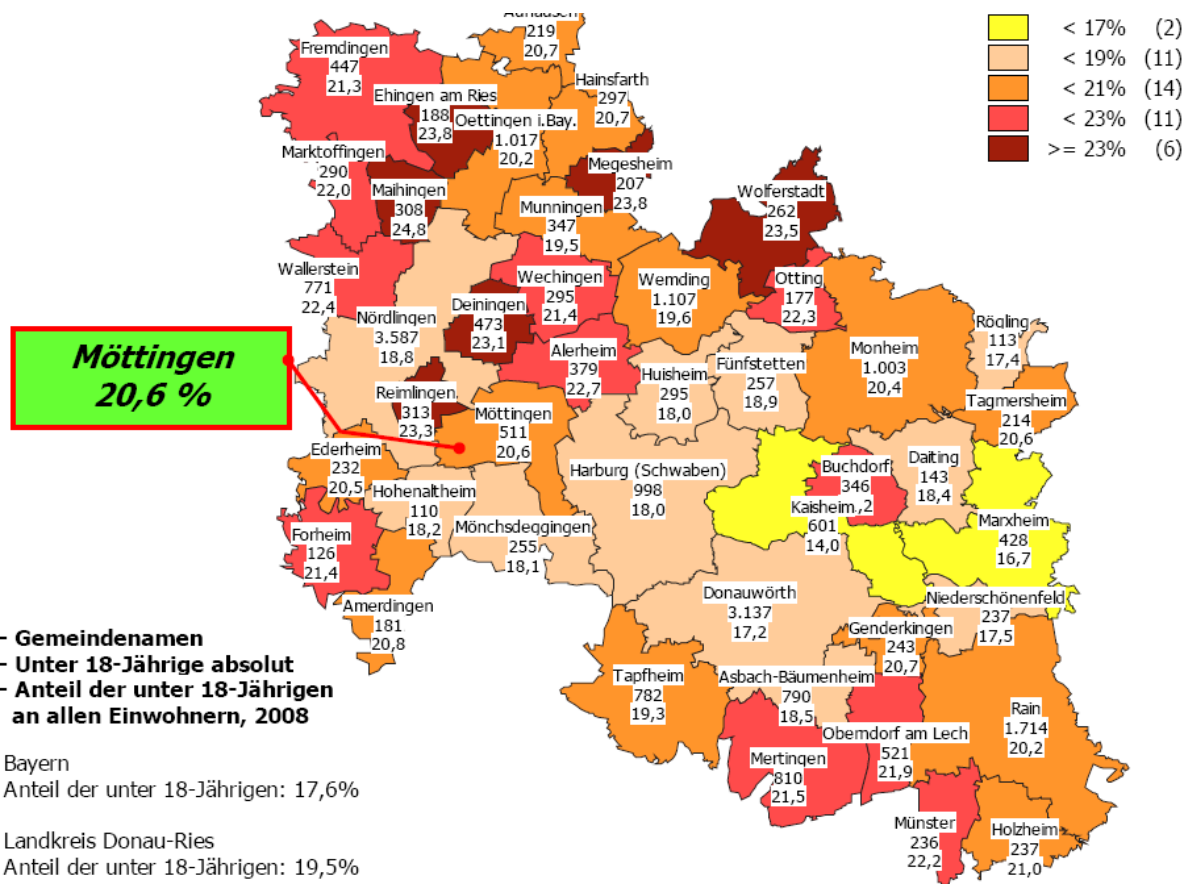 Auhausen
219
20,7
Fremdingen
447
21,3
Hainsfarth
297
20,7
Ehingen am Ries
188
23,8
Oettingen i.Bay.
1.017
20,2
Marktoffingen
290
22,0
Maihingen
308
24,8
Megesheim
207
23,8
Munningen
347
19,5
Wolferstadt
262
23,5
Wallerstein
771
22,4
Wechingen
295
21,4
Wemding
1.107
19,6
Otting
177
22,3
Nördlingen
3.587
18,8
Deiningen
473
23,1
Alerheim
379
22,7
Huisheim
295
18,0
Fünfstetten
257
18,9
Monheim
1.003
20,4
Rögling
113
17,4
Tagmersheim
214
20,6
Reimlingen
313
23,3
Möttingen
511
20,6
Ederheim
232
20,5
Hohenaltheim
110
18,2
Mönchsdeggingen
255
18,1
Harburg (Schwaben)
998
18,0
Buchdorf
346
,2
Kaisheim
601
14,0
Daiting
143
18,4
Marxheim
428
16,7
Forheim
126
21,4
Amerdingen
181
20,8
Donauwörth
3.137
17,2
Niederschönenfeld
237
17,5
Genderkingen
243
20,7
Tapfheim
782
19,3
Asbach-Bäumenheim
790
18,5
Rain
1.714
20,2
Mertingen
810
21,5
Oberndorf am Lech
521
21,9
Münster
236
22,2
Holzheim
237
21,0
< 17% (2)
< 19% (11)
< 21% (14)
< 23% (11)
>= 23% (6)
Möttingen
20,6 %
- Gemeindenamen
- Unter 18-Jährige absolut
- Anteil der unter 18-Jährigen
an allen Einwohnern, 2008
Bayern
Anteil der unter 18-Jährigen: 17,6%
Landkreis Donau-Ries
Anteil der unter 18-Jährigen: 19,5%